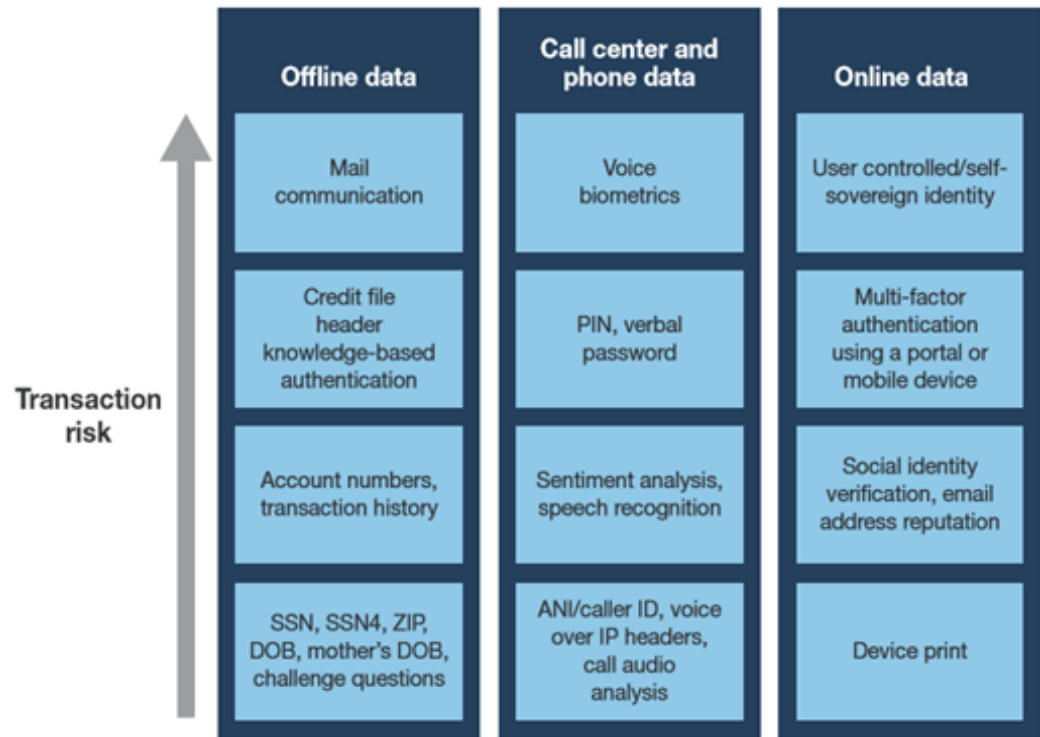 Transaction
risk
Offline data
Mail
communication
Credit file
header
knowledge-based
authentication
Account numbers,
transaction history
SSN, SSN4, ZIP,
DOB, mother's DOB,
challenge questions
Call center and
phone data
Voice
biometrics
PIN, verbal
password
Sentiment analysis,
speech recognition
ANI/caller ID, voice
over IP headers,
call audio
analysis
Online data
User controlled/self-
sovereign identity
Multi-factor
authentication
using a portal or
mobile device
Social identity
verification, email
address reputation
Device print